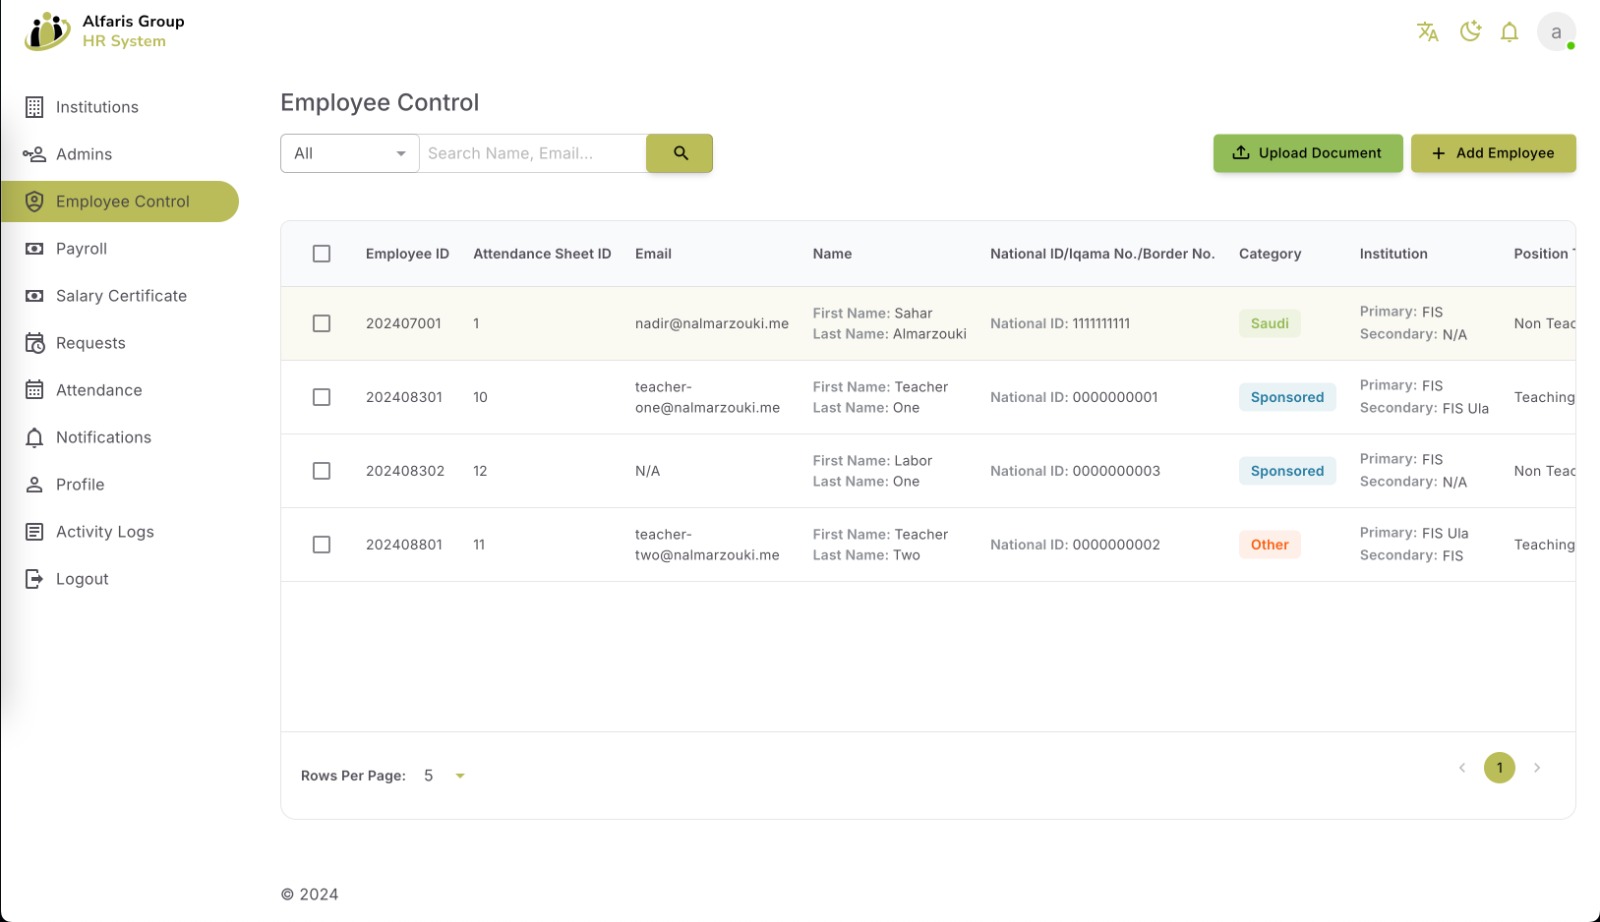 Alfaris Group
HR System
a
Institutions
Admins
Employee Control
Payroll
Salary Certificate
Requests
Attendance
Notifications
Profile
Activity Logs
Logout
Employee Control
All
Search Name, Email...
Upload Document
+ Add Employee
Employee ID Attendance Sheet ID Email Name National ID/Iqama No./Border No. Category Institution Position
202407001 1 nadir@nalmarzouki.me First Name: Sahar National ID: 1111111111 Saudi Primary: FIS Non Teac
Last Name: Almarzouki Secondary: N/A
202408301 10 teacher- First Name: Teacher National ID: 0000000001 Sponsored Primary: FIS Teaching
one@nalmarzouki.me Last Name: One Secondary: FIS Ula
202408302 12 N/A First Name: Labor National ID: 0000000003 Sponsored Primary: FIS Non Teac
Last Name: One Secondary: N/A
202408801 11 teacher- First Name: Teacher National ID: 0000000002 Other Primary: FIS Ula Teaching
two@nalmarzouki.me Last Name: Two Secondary: FIS
Rows Per Page: 5
< 1 >
© 2024